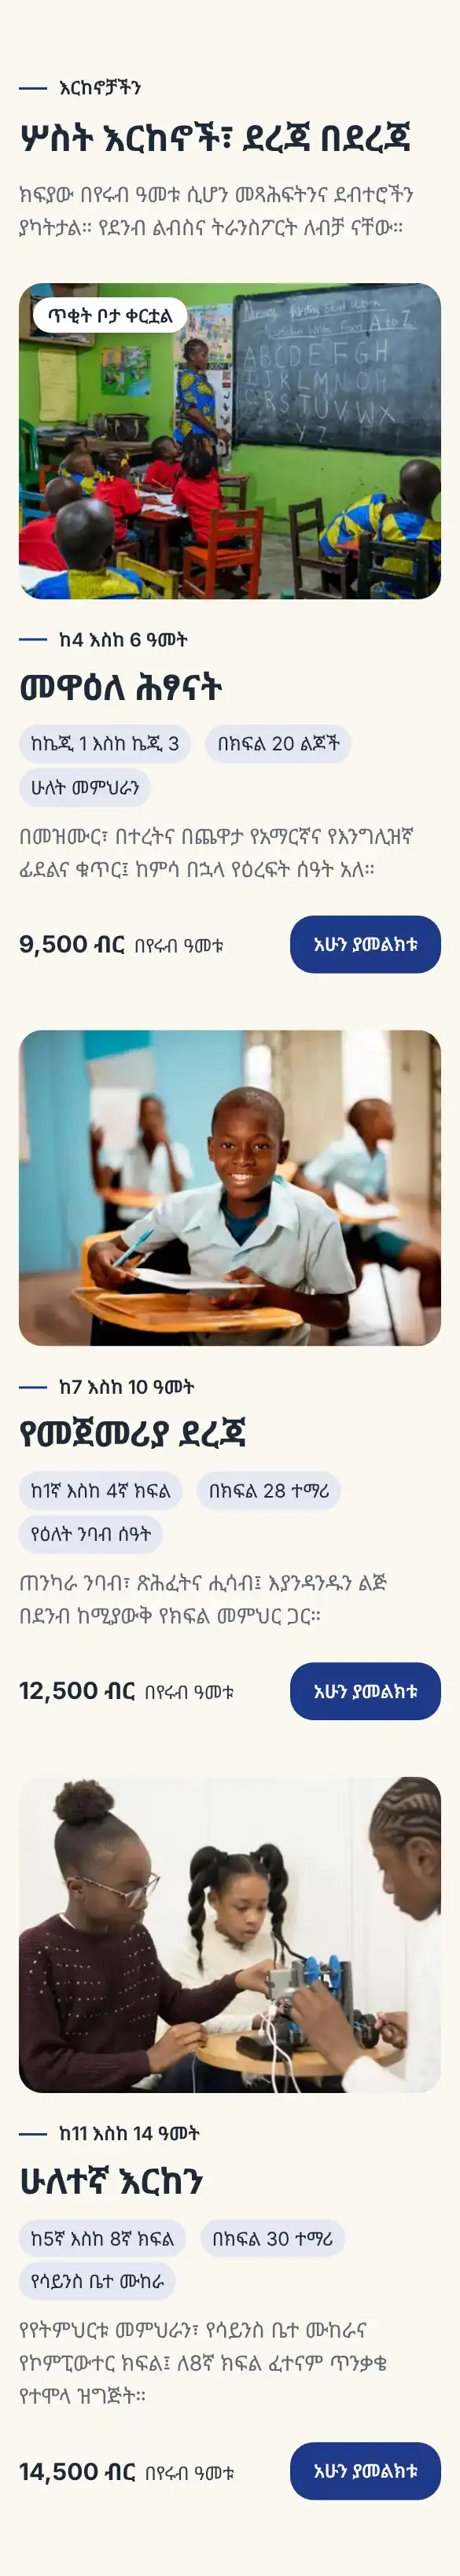 እርከኖቻችን
ሦስት እርከኖች፣ ደረጃ በደረጃ
ክፍያው በየሩብ ዓመቱ ሲሆን መጻሕፍትንና ደብተሮችን
ያካትታል። የደንብ ልብስና ትራንስፖርት ለብቻ ናቸው።
ጥቂት ቦታ ቀርቷል
Writing Seat Work
A to Z
A B C D E F G H
I J K L M N O P Q
R S T U V W X
Y Z
ከ4 እስከ 6 ዓመት
መዋዕለ ሕፃናት
ከኬጂ 1 እስከ ኬጂ 3
በክፍል 20 ልጆች
ሁለት መምህራን
በመዝሙር፣ በተረትና በጨዋታ የአማርኛና የእንግሊዝኛ
ፊደልና ቁጥር፤ ከምሳ በኋላ የዕረፍት ሰዓት አለ።
9,500 ብር በየሩብ ዓመቱ
አሁን ያመልክቱ
ከ7 እስከ 10 ዓመት
የመጀመሪያ ደረጃ
ከ1ኛ እስከ 4ኛ ክፍል
በክፍል 28 ተማሪ
የዕለት ንባብ ሰዓት
ጠንካራ ንባብ፣ ጽሕፈትና ሒሳብ፤ እያንዳንዱን ልጅ
በደንብ ከሚያውቅ የክፍል መምህር ጋር።
12,500 ብር በየሩብ ዓመቱ
አሁን ያመልክቱ
ከ11 እስከ 14 ዓመት
ሁለተኛ እርከን
ከ5ኛ እስከ 8ኛ ክፍል
በክፍል 30 ተማሪ
የሳይንስ ቤተ ሙከራ
የየትምህርቱ መምህራን፣ የሳይንስ ቤተ ሙከራና
የኮምፒውተር ክፍል፤ ለ8ኛ ክፍል ፈተናም ጥንቃቄ
የተሞላ ዝግጅት።
14,500 ብር በየሩብ ዓመቱ
አሁን ያመልክቱ